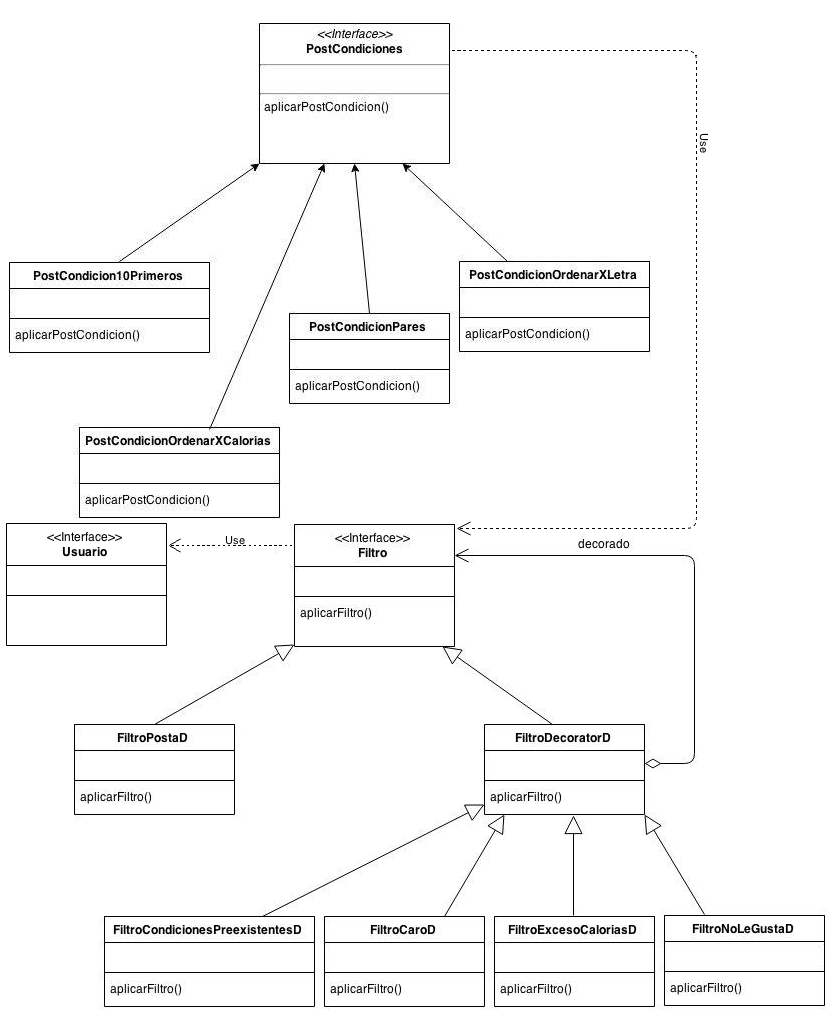 <<Interface>>
PostCondiciones
aplicarPostCondicion()
Use
PostCondicion10Primeros
aplicarPostCondicion()
PostCondicionOrdenarXLetra
aplicarPostCondicion()
PostCondicionPares
aplicarPostCondicion()
PostCondicionOrdenarXCalorias
aplicarPostCondicion()
<<Interface>>
Usuario
Use
<<Interface>>
Filtro
aplicarFiltro()
decorado
FiltroPostaD
aplicarFiltro()
FiltroDecoratorD
aplicarFiltro()
FiltroCondicionesPreexistentesD
aplicarFiltro()
FiltroCaroD
aplicarFiltro()
FiltroExcesoCaloriasD
aplicarFiltro()
FiltroNoLeGustaD
aplicarFiltro()